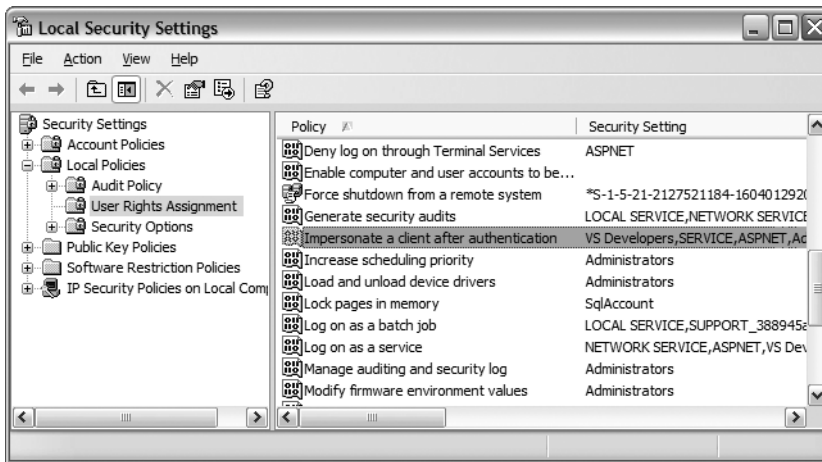 Local Security Settings
File Action View Help
Security Settings
Account Policies
Local Policies
Audit Policy
User Rights Assignment
Security Options
Public Key Policies
Software Restriction Policies
IP Security Policies on Local Comp
Policy Security Setting
Deny log on through Terminal Services ASPNET
Enable computer and user accounts to be...
Force shutdown from a remote system *S-1-5-21-2127521184-1604012920
Generate security audits LOCAL SERVICE,NETWORK SERVICE
Impersonate a client after authentication VS Developers,SERVICE,ASPNET,Ad
Increase scheduling priority Administrators
Load and unload device drivers Administrators
Lock pages in memory SqlAccount
Log on as a batch job LOCAL SERVICE,SUPPORT_388945a
Log on as a service NETWORK SERVICE,ASPNET,VS Dev
Manage auditing and security log Administrators
Modify firmware environment values Administrators